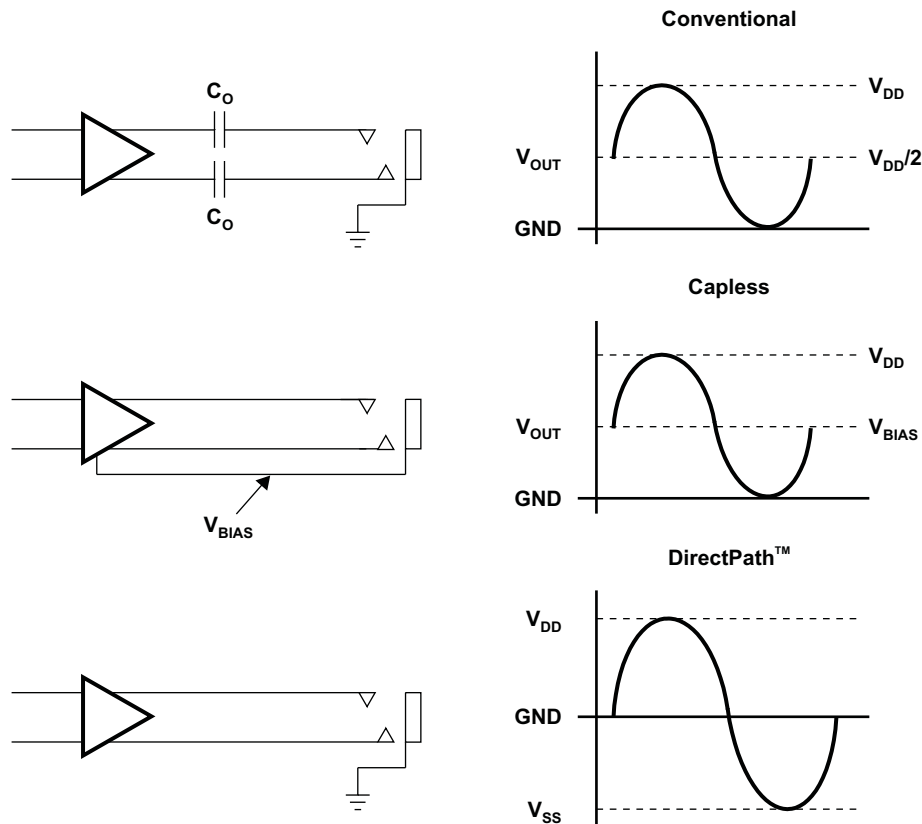 Conventional
C_O
C_O
V_DD
V_OUT
V_DD/2
GND
Capless
V_DD
V_OUT
V_BIAS
GND
V_BIAS
DirectPath™
V_DD
GND
V_SS